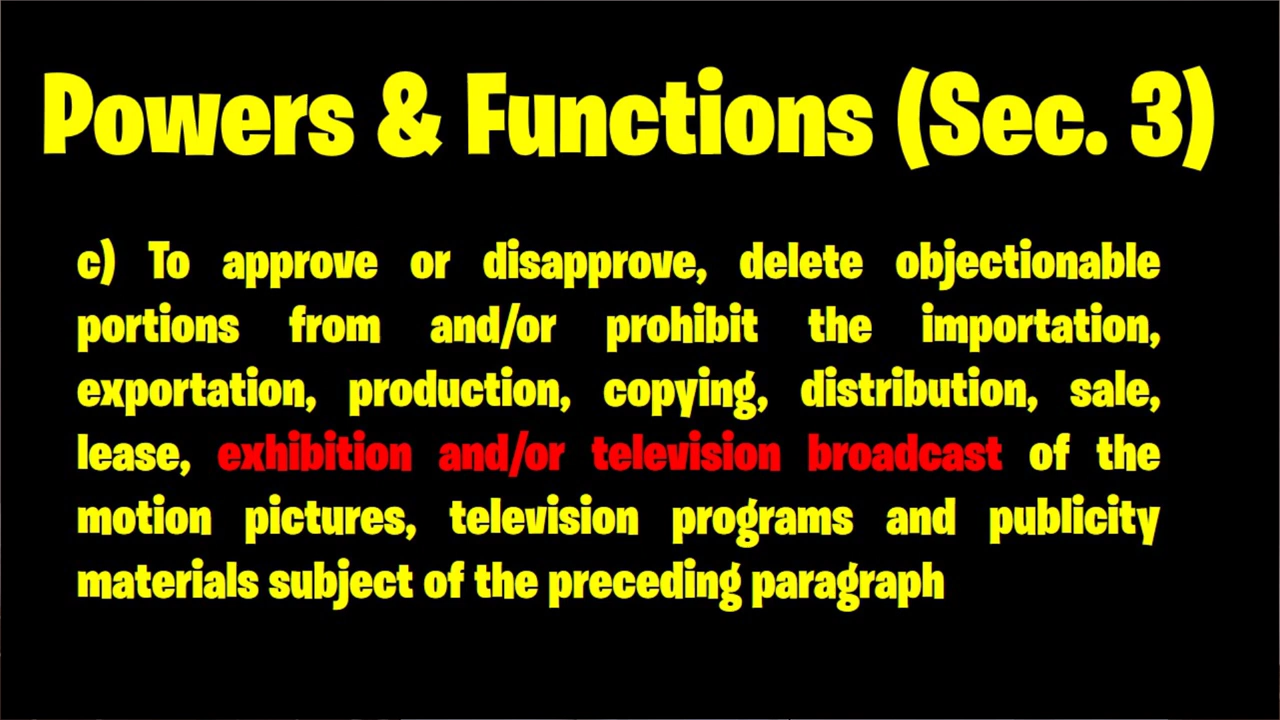 Powers & Functions (Sec. 3)
c) To approve or disapprove, delete objectionable
portions from and/or prohibit the importation,
exportation, production, copying, distribution, sale,
lease, exhibition and/or television broadcast of the
motion pictures, television programs and publicity
materials subject of the preceding paragraph